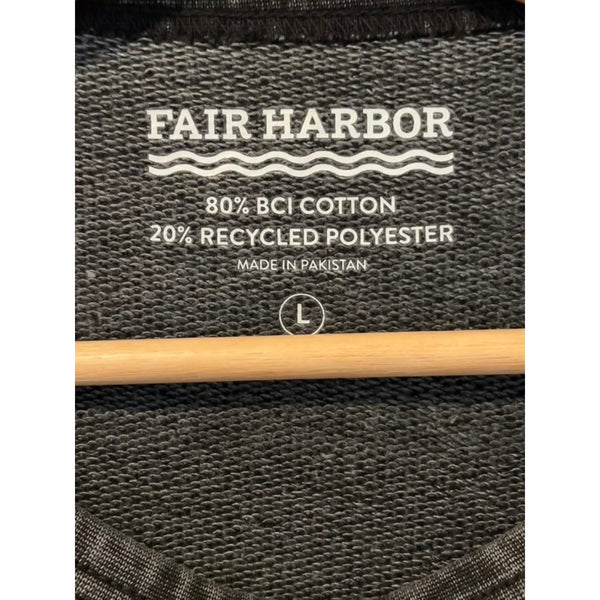 FAIR HARBOR
80% BCI COTTON
20% RECYCLED POLYESTER
MADE IN PAKISTAN
L